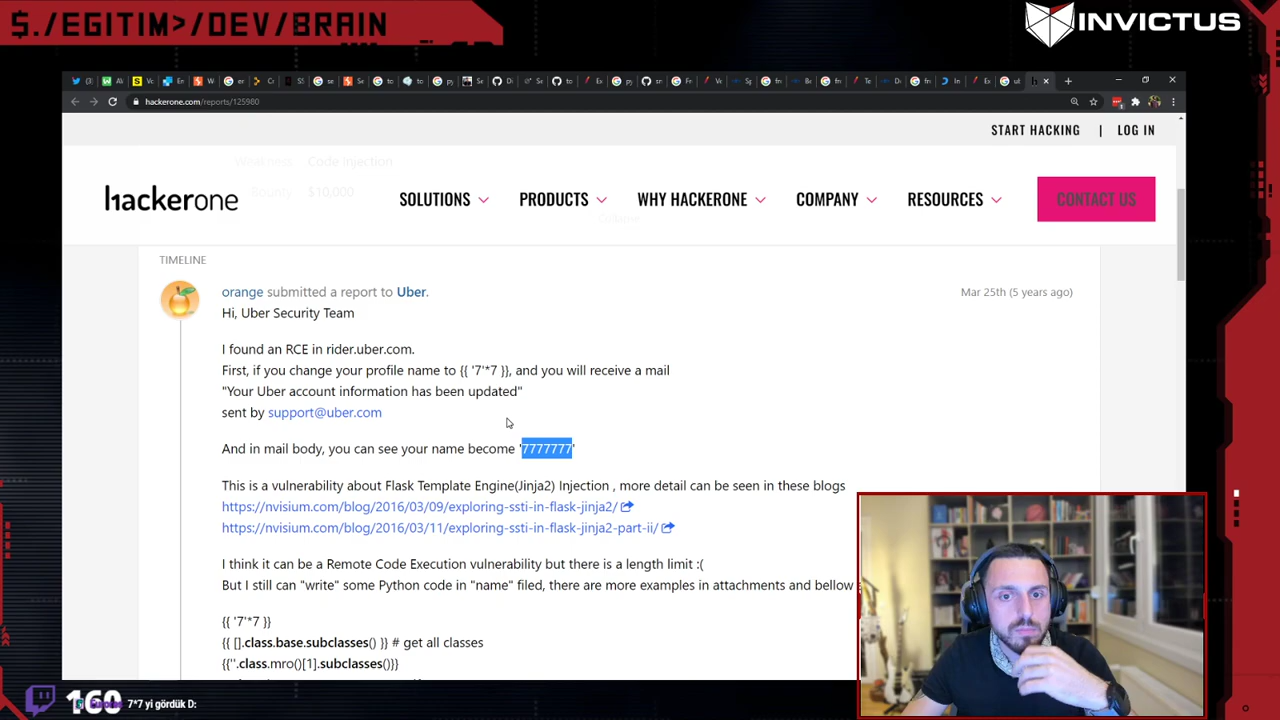 $./EGITIM>/DEV/BRAIN
INVICTUS
hackerone.com/reports/125980
START HACKING | LOG IN
Weakness Code Injection
Bounty $10,000
hackerone
SOLUTIONS
PRODUCTS
WHY HACKERONE
COMPANY
RESOURCES
CONTACT US
TIMELINE
orange submitted a report to Uber.
Mar 25th (5 years ago)
Hi, Uber Security Team
I found an RCE in rider.uber.com.
First, if you change your profile name to {{ '7'*7 }}, and you will receive a mail
"Your Uber account information has been updated"
sent by support@uber.com
And in mail body, you can see your name become '7777777'
This is a vulnerability about Flask Template Engine(Jinja2) Injection , more detail can be seen in these blogs
https://nvisium.com/blog/2016/03/09/exploring-ssti-in-flask-jinja2/
https://nvisium.com/blog/2016/03/11/exploring-ssti-in-flask-jinja2-part-ii/
I think it can be a Remote Code Execution vulnerability but there is a length limit :(
But I still can "write" some Python code in "name" filed, there are more examples in attachments and bellow
{{ '7'*7 }}
{{ [].class.base.subclasses() }} # get all classes
{{''.class.mro()[1].subclasses()}}
160
7*7 yi gördük D: